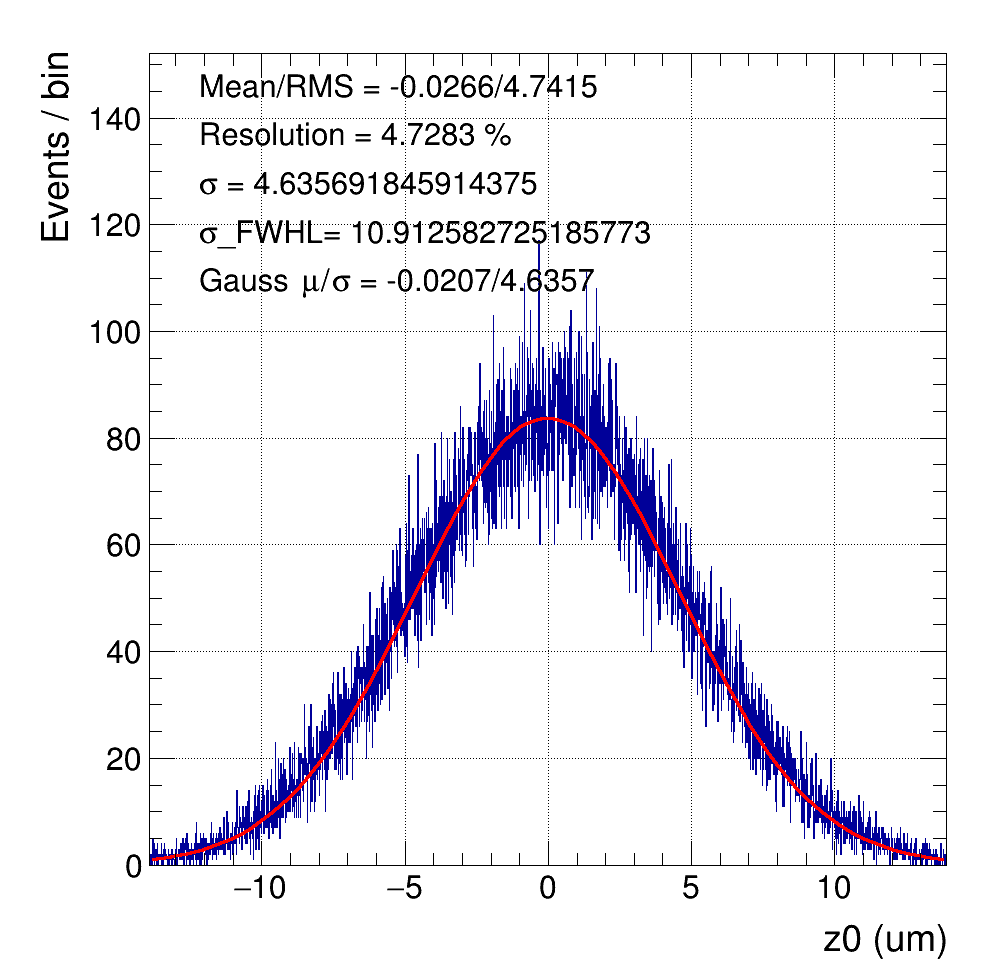 Events / bin
Mean/RMS = -0.0266/4.7415
Resolution = 4.7283 %
σ = 4.635691845914375
σ_FWHL= 10.912582725185773
Gauss μ/σ = -0.0207/4.6357
140
120
100
80
60
40
20
0
−10 −5 0 5 10
z0 (um)